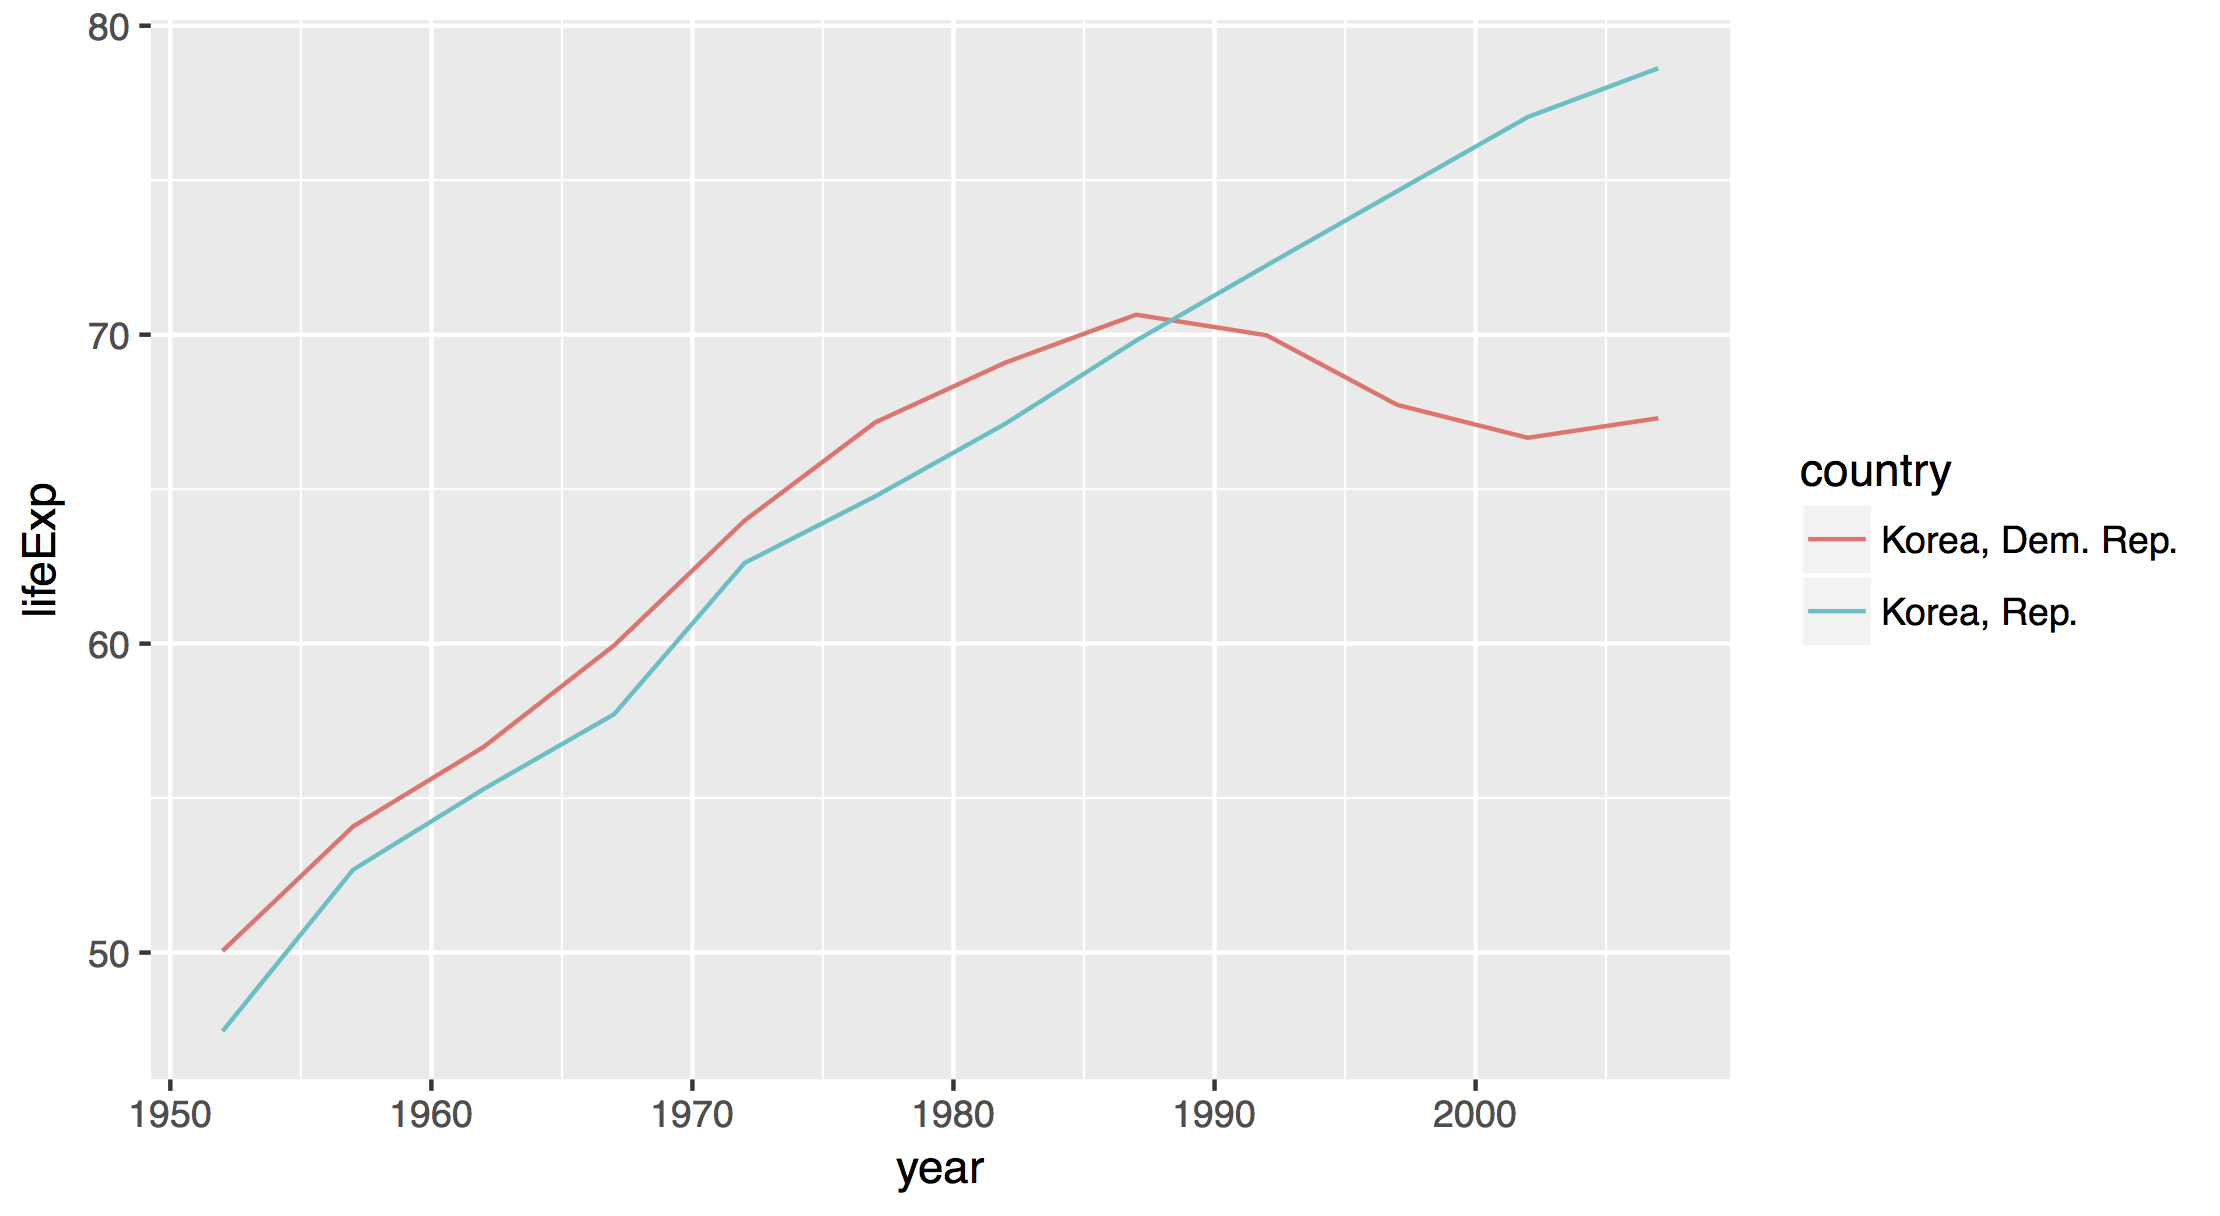 80
70
60
50
lifeExp
1950 1960 1970 1980 1990 2000
year
country
Korea, Dem. Rep.
Korea, Rep.